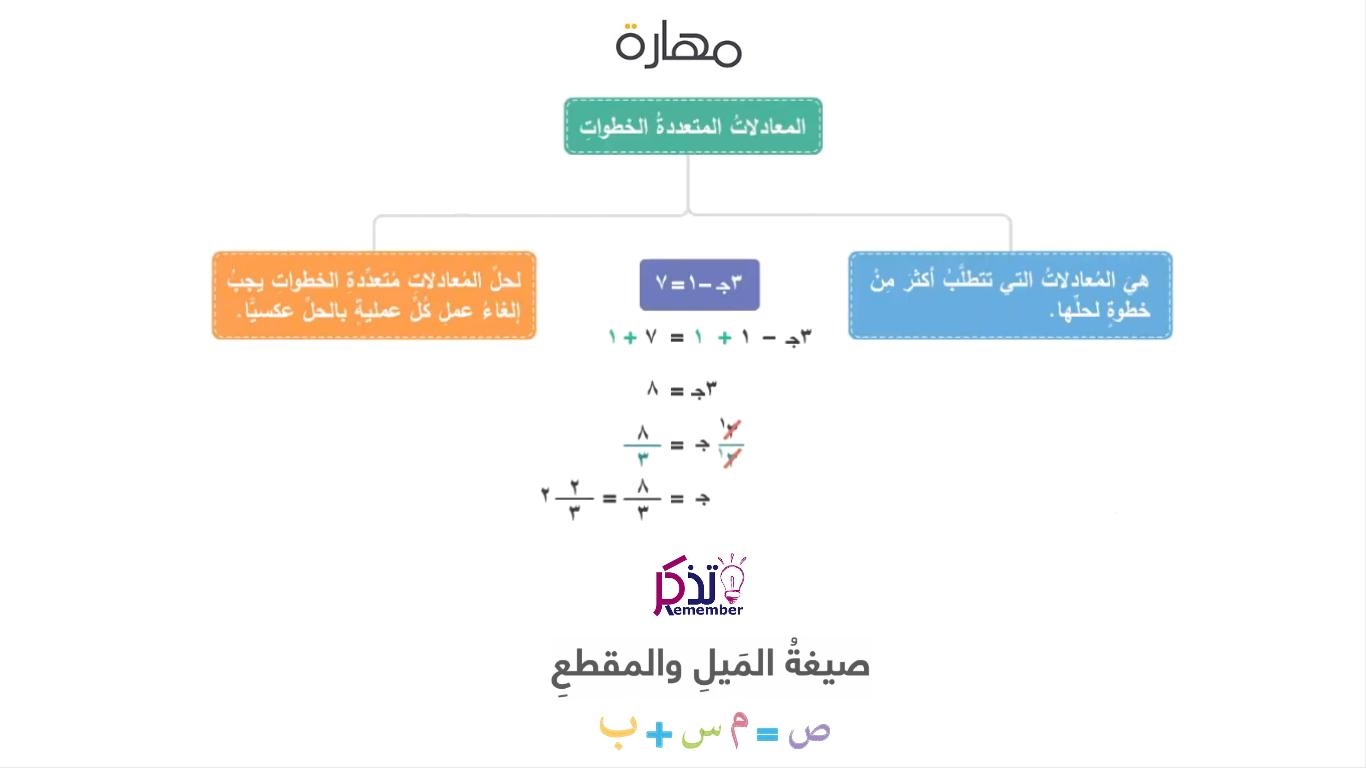 مهارة
المعادلاتُ المتعددةُ الخطواتِ
هيَ المُعادلاتُ التي تتطلَّبُ أكثرَ مِنْ
خطوةٍ لحلِّها.
٣جـ – ١ = ٧
لحلِّ المُعادلاتِ مُتعدِّدة الخطوات يجبُ
إلغاءُ عملِ كُلِّ عمليةٍ بالحلِّ عكسيًّا.
٣جـ – ١ + ١ = ٧ + ١
٣جـ = ٨
٣/٣ ١ ١ جـ = ٨/٣
جـ = ٨/٣ = ٢ ٢/٣
تذكر
Remember
صيغةُ المَيلِ والمقطعِ
ص = م س + ب